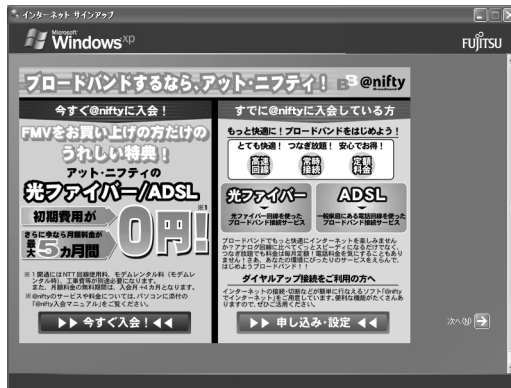 インターネット サインアップ
Microsoft
Windows xp
FUJITSU
ブロードバンドするなら、アット・ニフティ！ BB @nifty
今すぐ@niftyに入会！
FMVをお買い上げの方だけの
うれしい特典！
アット・ニフティの
光ファイバー/ADSL
初期費用が
0円!※1
さらに今なら月額料金が
最大5カ月間
※1 開通にはNTT回線使用料、モデムレンタル料（モデムレ
ンタル時）、工事費等が別途必要になります。
また、月額料金の無料期間は、入会月+4カ月になります。
※@niftyのサービスや料金については、パソコンに添付の
「@nifty入会マニュアル」をご覧ください。
▶▶ 今すぐ入会！ ◀◀
すでに@niftyに入会している方
もっと快適に！ブロードバンドをはじめよう！
とても快適！ つなぎ放題！ 安心でお得！
高速回線 常時接続 定額料金
光ファイバー
光ファイバー回線を使った
ブロードバンド接続サービス
ADSL
一般家庭にある電話回線を使った
ブロードバンド接続サービス
ブロードバンドでもっと快適にインターネットを楽しみません
か？アナログ回線に比べてぐっとスピーディになるだけでなく、
つなぎ放題でも料金は毎月定額！電話料金を気にすることもあり
ません！さあ、あなたの環境にぴったりのサービスをえらんで、
はじめようブロードバンド！！
ダイヤルアップ接続をご利用の方へ
インターネットの接続・切断などが簡単に行なえるソフト「@nifty
でインターネット」をご用意しています。便利な機能がたくさんあ
りますので、ぜひご活用ください。
▶▶ 申し込み・設定 ◀◀
次へ(N)